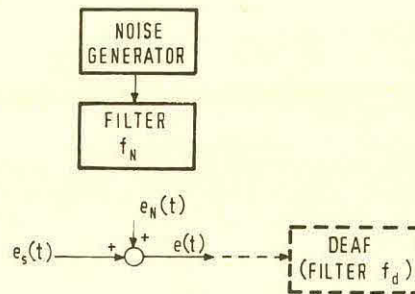 NOISE
GENERATOR
FILTER
f_N
e_N(t)
e_s(t) + + e(t)
DEAF
(FILTER f_d)